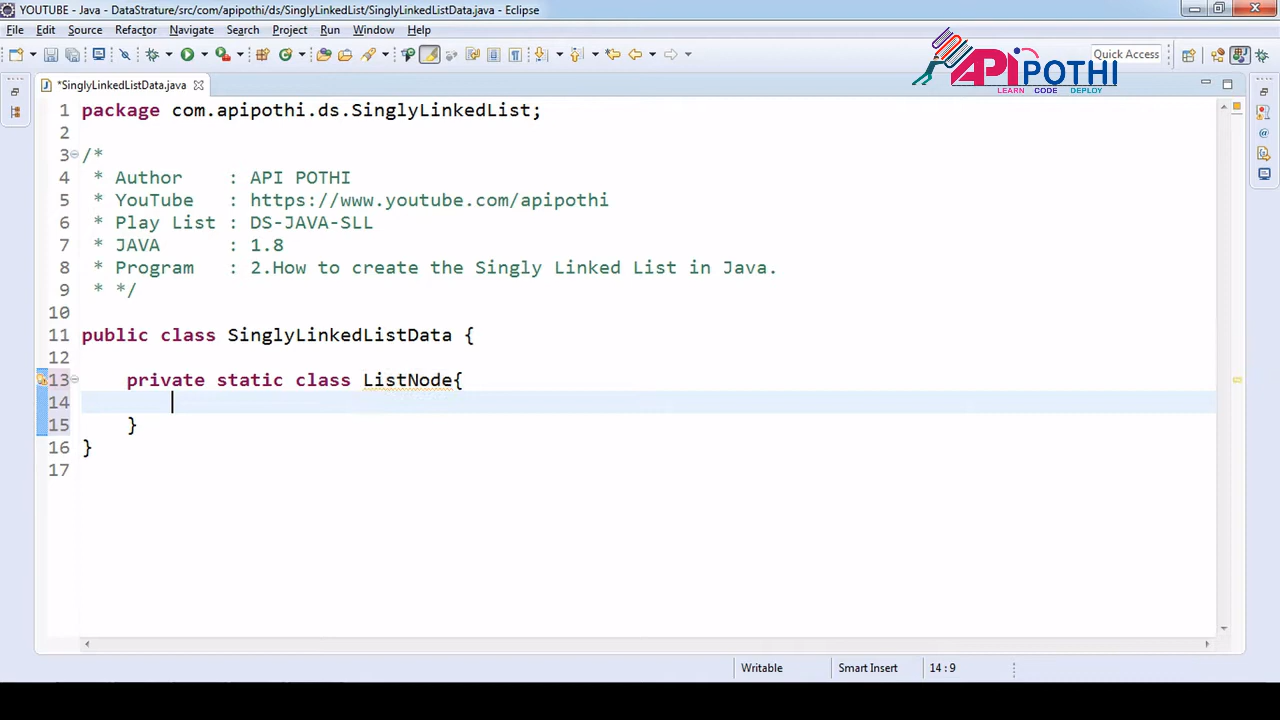 YOUTUBE - Java - DataStrature/src/com/apipothi/ds/SinglyLinkedList/SinglyLinkedListData.java - Eclipse
File Edit Source Refactor Navigate Search Project Run Window Help
Quick Access
APIPOTHI
LEARN CODE DEPLOY
*SinglyLinkedListData.java
1 package com.apipothi.ds.SinglyLinkedList;
2
3 /*
4 * Author : API POTHI
5 * YouTube : https://www.youtube.com/apipothi
6 * Play List : DS-JAVA-SLL
7 * JAVA : 1.8
8 * Program : 2.How to create the Singly Linked List in Java.
9 * */
10
11 public class SinglyLinkedListData {
12
13 private static class ListNode{
14
15 }
16 }
17
Writable Smart Insert 14 : 9